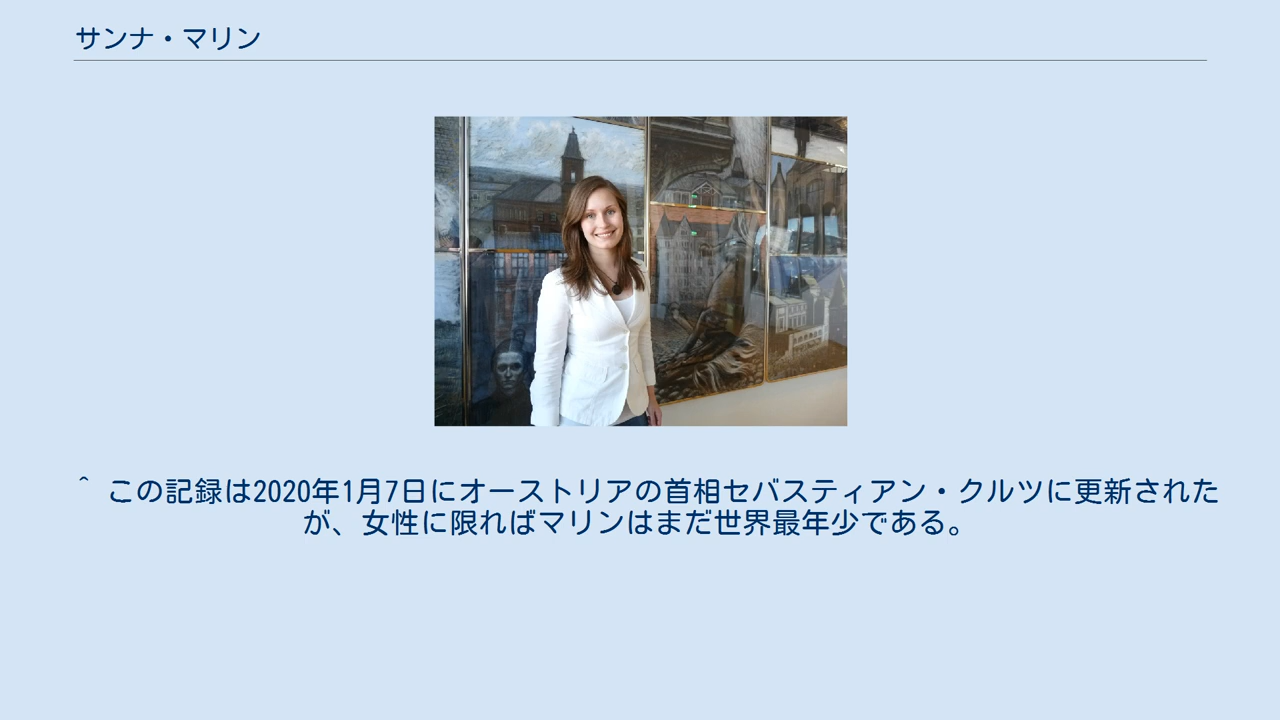 サンナ・マリン
^ この記録は2020年1月7日にオーストリアの首相セバスティアン・クルツに更新された
が、女性に限ればマリンはまだ世界最年少である。